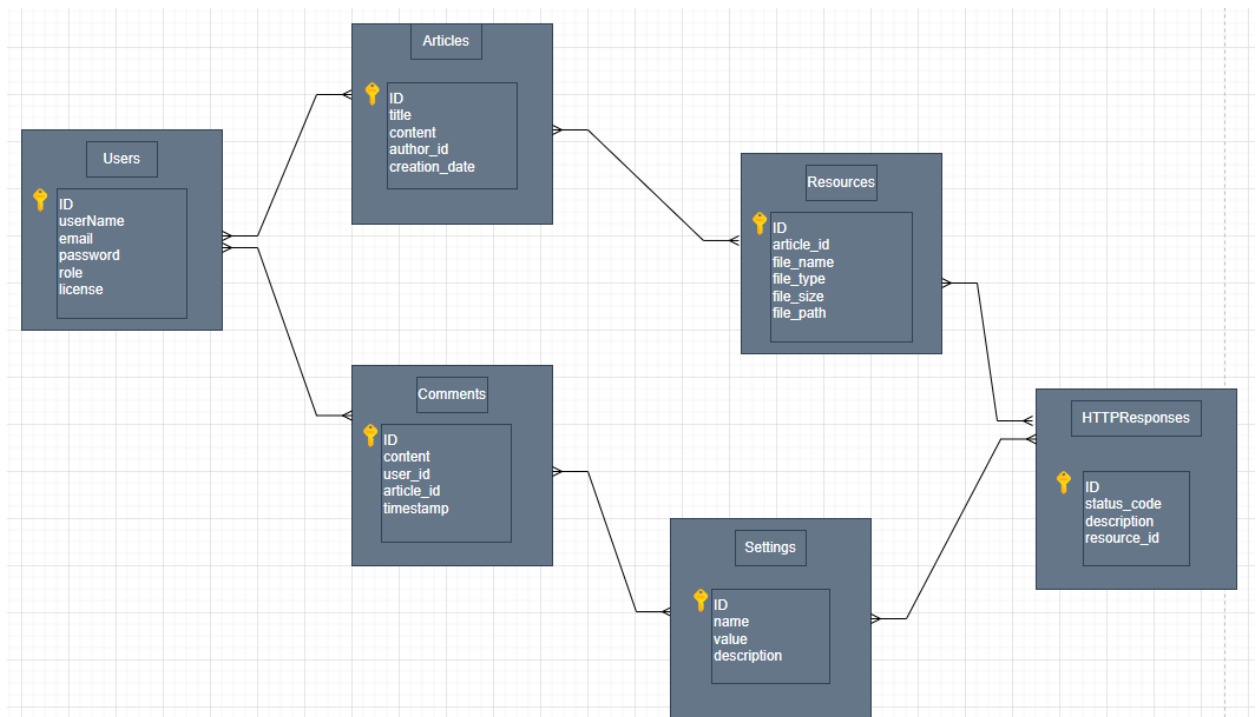 Articles
ID
title
content
author_id
creation_date
Users
ID
userName
email
password
role
license
Resources
ID
article_id
file_name
file_type
file_size
file_path
Comments
ID
content
user_id
article_id
timestamp
HTTPResponses
ID
status_code
description
resource_id
Settings
ID
name
value
description